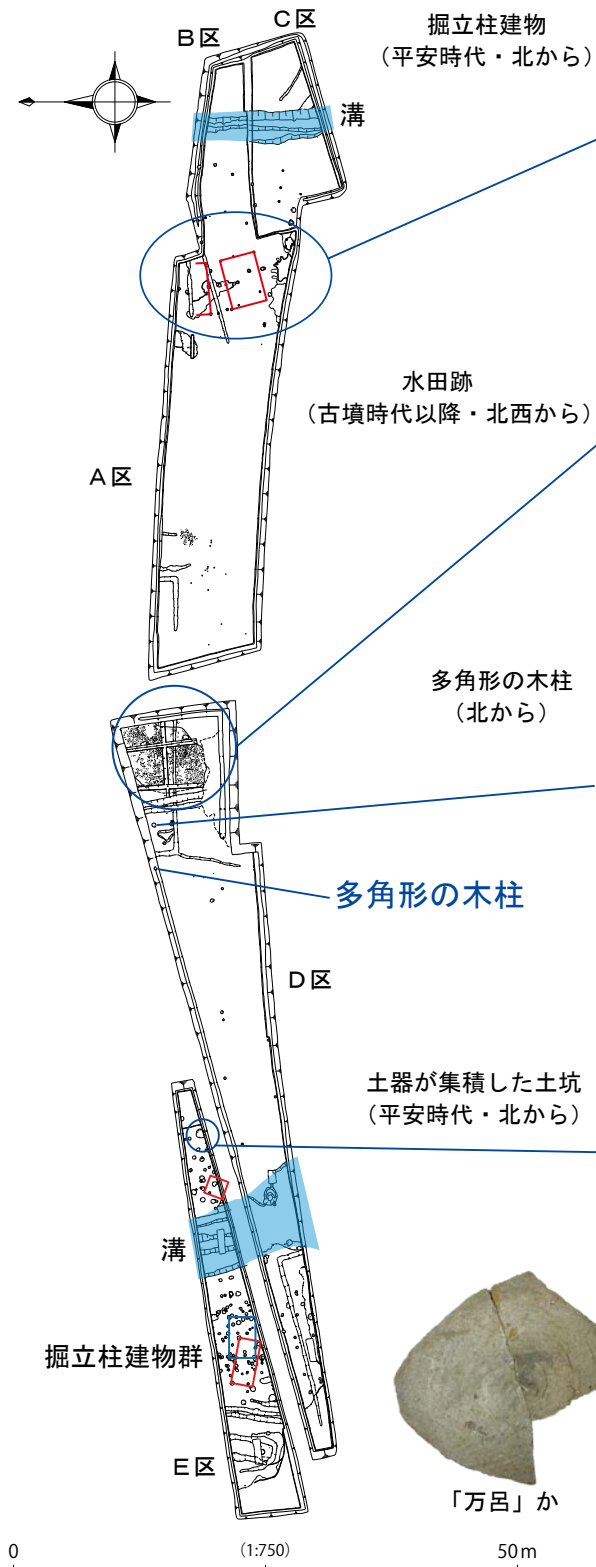 C区
B区
掘立柱建物
（平安時代・北から）
溝
水田跡
（古墳時代以降・北西から）
A区
多角形の木柱
（北から）
多角形の木柱
D区
土器が集積した土坑
（平安時代・北から）
溝
掘立柱建物群
E区
「万呂」か
0 (1:750) 50m